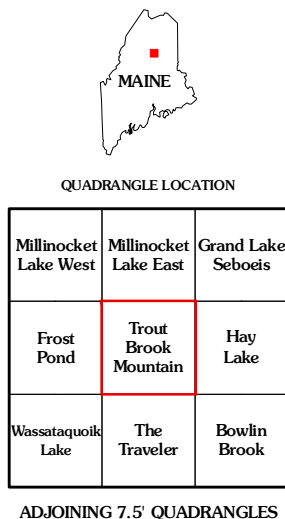 MAINE
QUADRANGLE LOCATION
Millinocket
Lake West
Millinocket
Lake East
Grand Lake
Seboeis
Frost
Pond
Trout
Brook
Mountain
Hay
Lake
Wassataquoik
Lake
The
Traveler
Bowlin
Brook
ADJOINING 7.5' QUADRANGLES